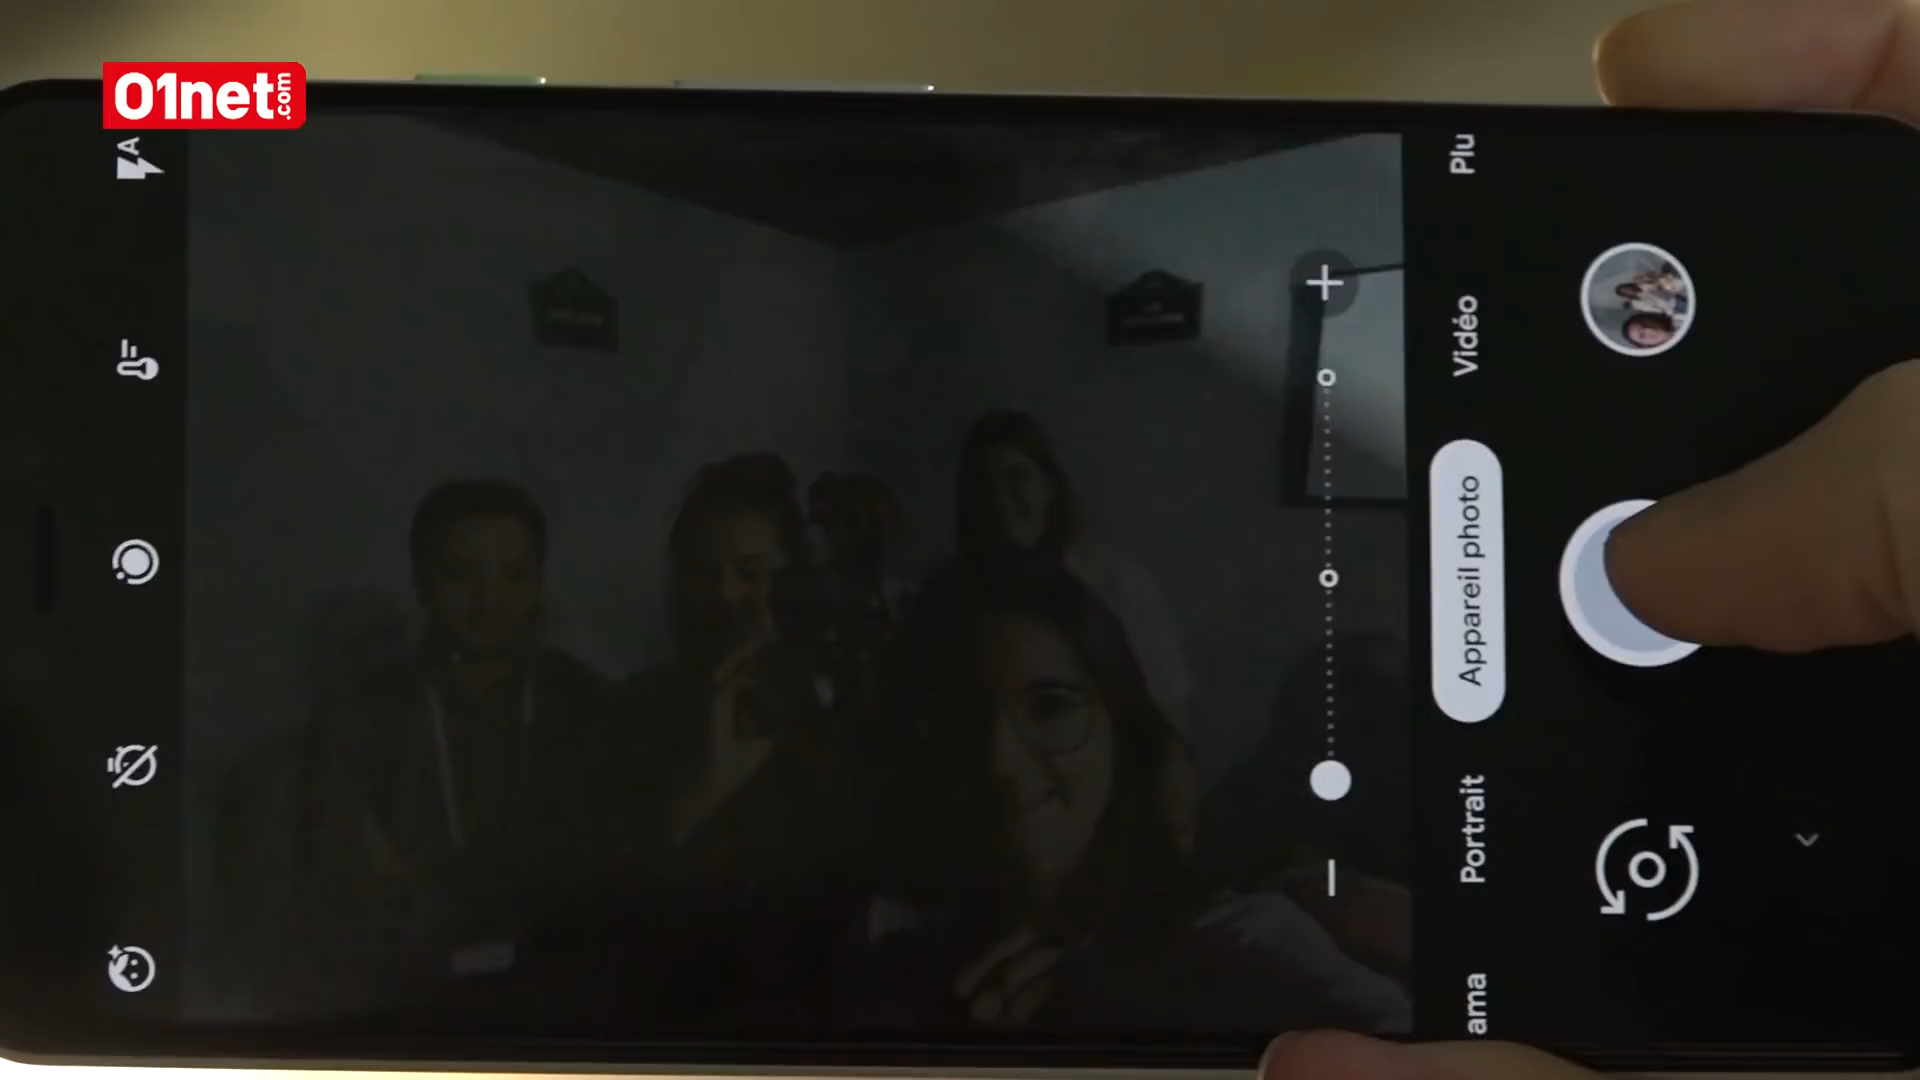 01net.com
A
Plu
Vidéo
Appareil photo
Portrait
ama